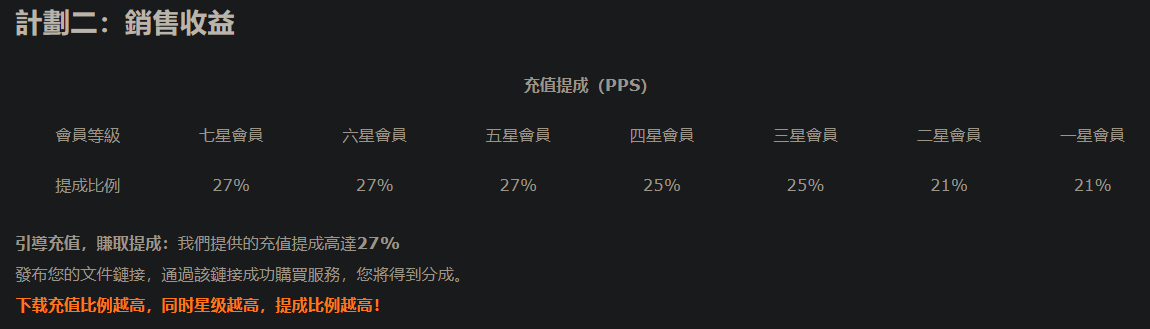 計劃二：銷售收益
充值提成（PPS）
會員等級 七星會員 六星會員 五星會員 四星會員 三星會員 二星會員 一星會員
提成比例 27% 27% 27% 25% 25% 21% 21%
引導充值，賺取提成：我們提供的充值提成高達27%
發布您的文件鏈接，通過該鏈接成功購買服務，您將得到分成。
下载充值比例越高，同时星级越高，提成比例越高！